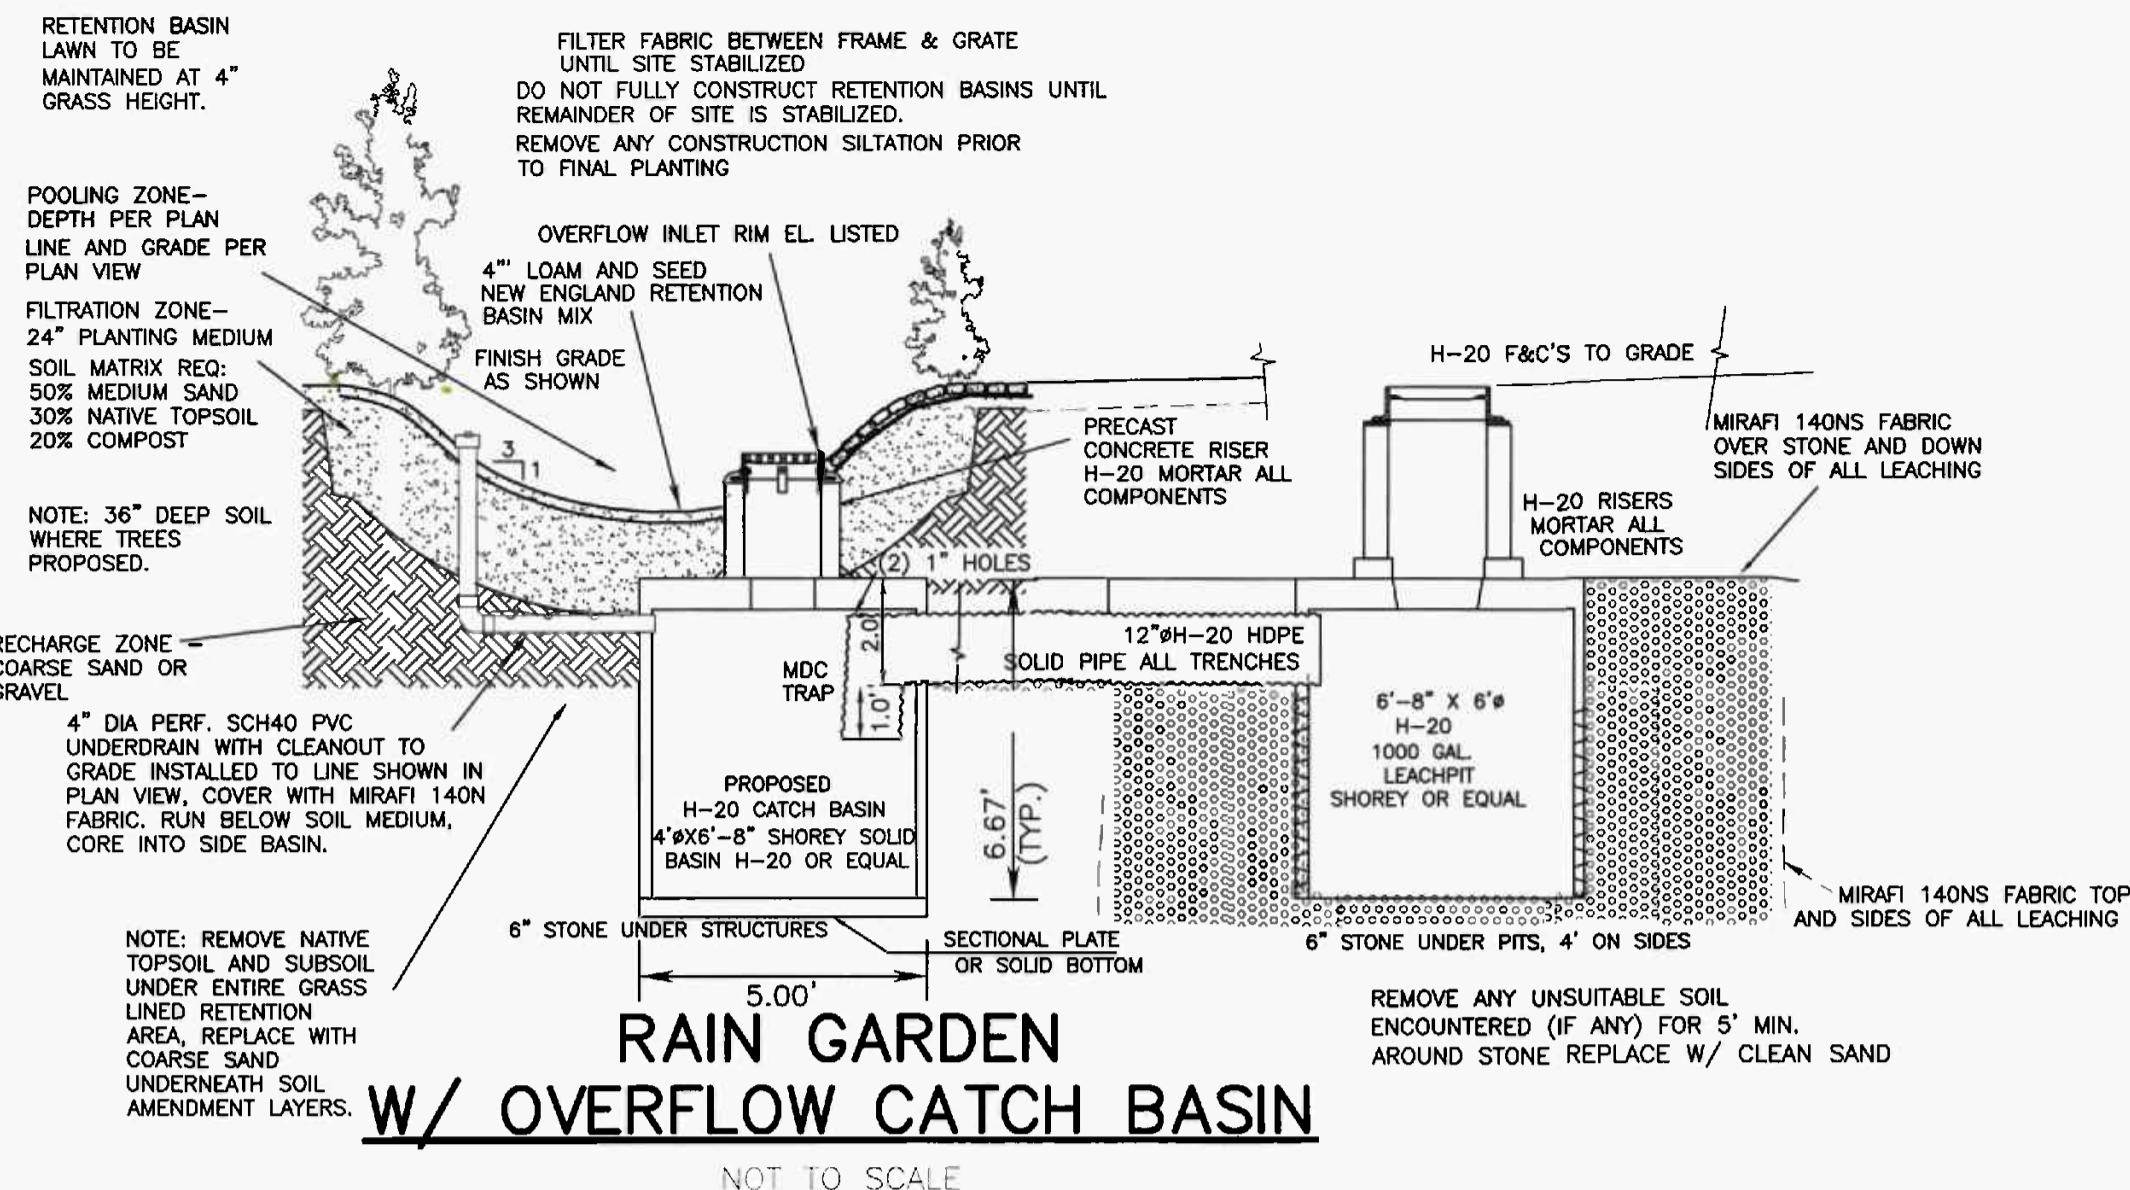 RETENTION BASIN
LAWN TO BE
MAINTAINED AT 4"
GRASS HEIGHT.
FILTER FABRIC BETWEEN FRAME & GRATE
UNTIL SITE STABILIZED
DO NOT FULLY CONSTRUCT RETENTION BASINS UNTIL
REMAINDER OF SITE IS STABILIZED.
REMOVE ANY CONSTRUCTION SILTATION PRIOR
TO FINAL PLANTING
POOLING ZONE–
DEPTH PER PLAN
LINE AND GRADE PER
PLAN VIEW
FILTRATION ZONE–
24" PLANTING MEDIUM
SOIL MATRIX REQ:
50% MEDIUM SAND
30% NATIVE TOPSOIL
20% COMPOST
NOTE: 36" DEEP SOIL
WHERE TREES
PROPOSED.
RECHARGE ZONE –
COARSE SAND OR
GRAVEL
OVERFLOW INLET RIM EL. LISTED
4"' LOAM AND SEED
NEW ENGLAND RETENTION
BASIN MIX
FINISH GRADE
AS SHOWN
3
1
PRECAST
CONCRETE RISER
H-20 MORTAR ALL
COMPONENTS
H-20 F&C'S TO GRADE
MIRAFI 140NS FABRIC
OVER STONE AND DOWN
SIDES OF ALL LEACHING
H-20 RISERS
MORTAR ALL
COMPONENTS
(2) 1" HOLES
2.0'
1.0'
MDC
TRAP
12"øH-20 HDPE
SOLID PIPE ALL TRENCHES
6'-8" X 6'ø
H-20
1000 GAL.
LEACHPIT
SHOREY OR EQUAL
4" DIA PERF. SCH40 PVC
UNDERDRAIN WITH CLEANOUT TO
GRADE INSTALLED TO LINE SHOWN IN
PLAN VIEW, COVER WITH MIRAFI 140N
FABRIC. RUN BELOW SOIL MEDIUM,
CORE INTO SIDE BASIN.
PROPOSED
H-20 CATCH BASIN
4'øX6'-8" SHOREY SOLID
BASIN H-20 OR EQUAL
6.67'
(TYP.)
MIRAFI 140NS FABRIC TOP
AND SIDES OF ALL LEACHING
6" STONE UNDER STRUCTURES
SECTIONAL PLATE
OR SOLID BOTTOM
6" STONE UNDER PITS, 4' ON SIDES
5.00'
NOTE: REMOVE NATIVE
TOPSOIL AND SUBSOIL
UNDER ENTIRE GRASS
LINED RETENTION
AREA, REPLACE WITH
COARSE SAND
UNDERNEATH SOIL
AMENDMENT LAYERS.
REMOVE ANY UNSUITABLE SOIL
ENCOUNTERED (IF ANY) FOR 5' MIN.
AROUND STONE REPLACE W/ CLEAN SAND
RAIN GARDEN
W/ OVERFLOW CATCH BASIN
NOT TO SCALE